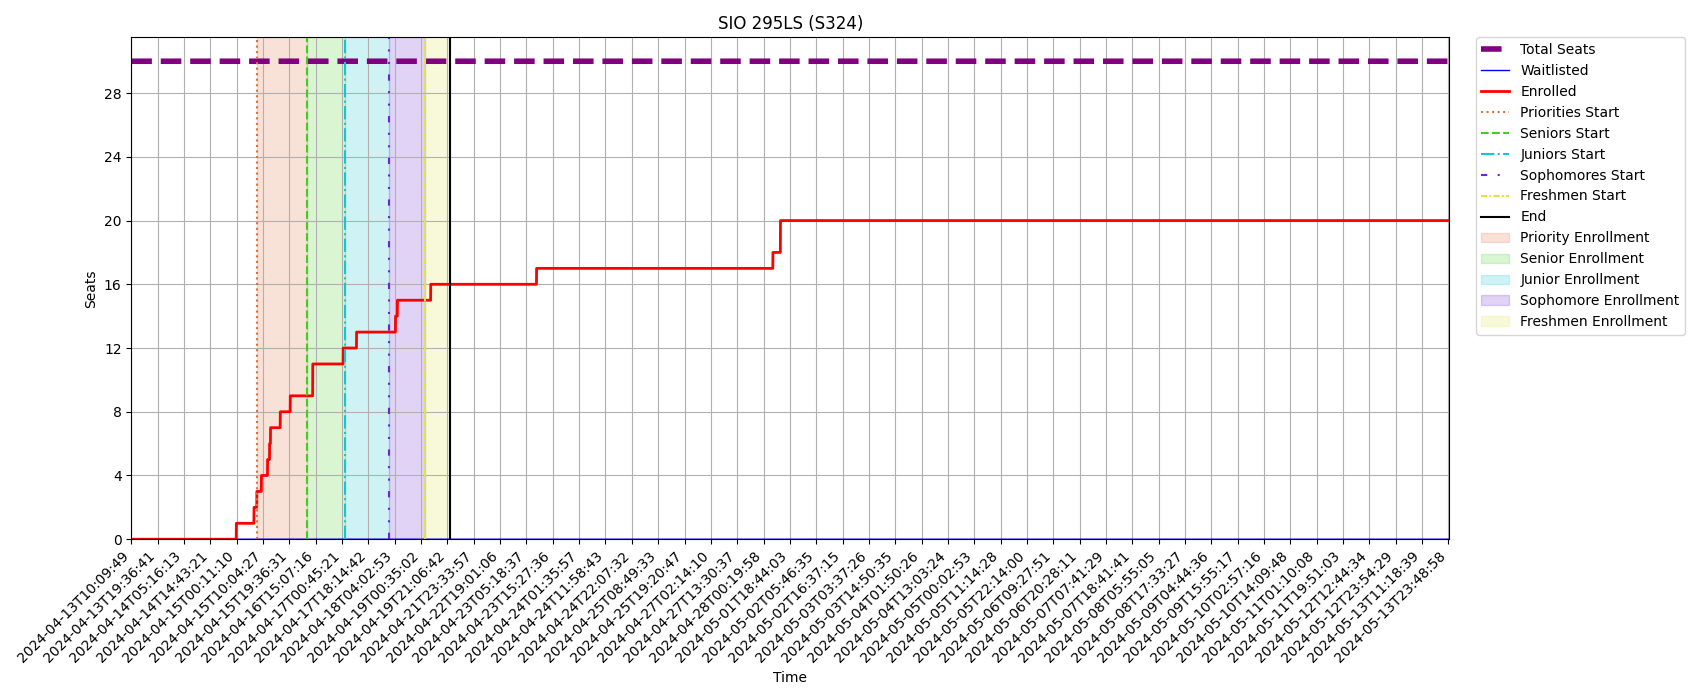 SIO 295LS (S324)
Total Seats
Waitlisted
Enrolled
Priorities Start
Seniors Start
Juniors Start
Sophomores Start
Freshmen Start
End
Priority Enrollment
Senior Enrollment
Junior Enrollment
Sophomore Enrollment
Freshmen Enrollment
Seats
28
24
20
16
12
8
4
0
2024-04-13T10:09:49
2024-04-13T19:36:41
2024-04-14T05:16:13
2024-04-14T14:43:21
2024-04-15T00:11:10
2024-04-15T10:04:27
2024-04-15T19:36:31
2024-04-16T15:07:16
2024-04-17T00:45:21
2024-04-17T18:14:42
2024-04-18T04:02:53
2024-04-19T00:35:02
2024-04-19T21:06:42
2024-04-21T23:33:57
2024-04-22T19:01:06
2024-04-23T05:18:37
2024-04-23T15:27:36
2024-04-24T01:35:57
2024-04-24T11:58:43
2024-04-24T22:07:32
2024-04-25T08:49:33
2024-04-25T19:20:47
2024-04-27T02:14:10
2024-04-27T13:30:37
2024-04-28T00:19:58
2024-05-01T18:44:03
2024-05-02T05:46:35
2024-05-02T16:37:15
2024-05-03T03:37:26
2024-05-03T14:50:35
2024-05-04T01:50:26
2024-05-04T13:03:24
2024-05-05T00:02:53
2024-05-05T11:14:28
2024-05-05T22:14:00
2024-05-06T09:27:51
2024-05-06T20:28:11
2024-05-07T07:41:29
2024-05-07T18:41:41
2024-05-08T05:55:05
2024-05-08T17:33:27
2024-05-09T04:44:36
2024-05-09T15:55:17
2024-05-10T02:57:16
2024-05-10T14:09:48
2024-05-11T01:10:08
2024-05-11T19:51:03
2024-05-12T12:44:34
2024-05-12T23:54:29
2024-05-13T11:18:39
2024-05-13T23:48:58
Time